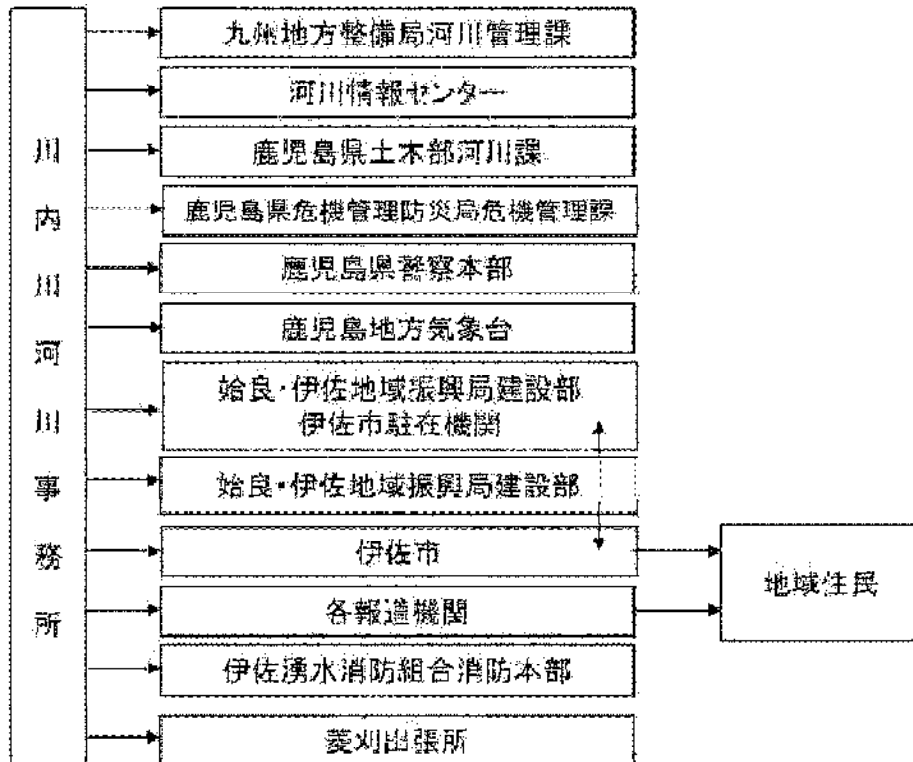 川内川河川事務所
九州地方整備局河川管理課
河川情報センター
鹿児島県土木部河川課
鹿児島県危機管理防災局危機管理課
鹿児島県警察本部
鹿児島地方気象台
姶良・伊佐地域振興局建設部
伊佐市駐在機関
姶良・伊佐地域振興局建設部
伊佐市
各報道機関
伊佐湧水消防組合消防本部
菱刈出張所
地域住民